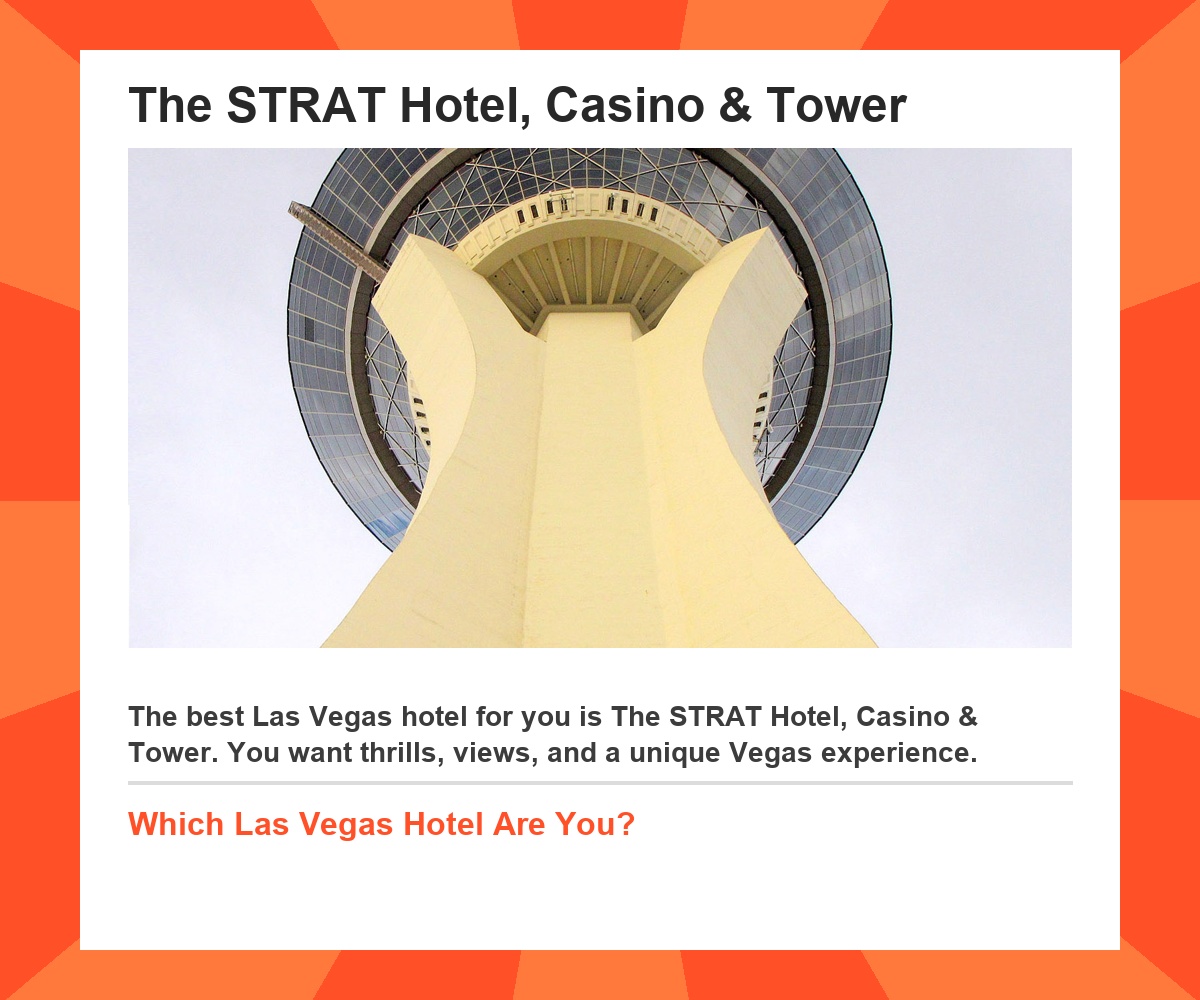 The STRAT Hotel, Casino & Tower
The best Las Vegas hotel for you is The STRAT Hotel, Casino &
Tower. You want thrills, views, and a unique Vegas experience.
Which Las Vegas Hotel Are You?